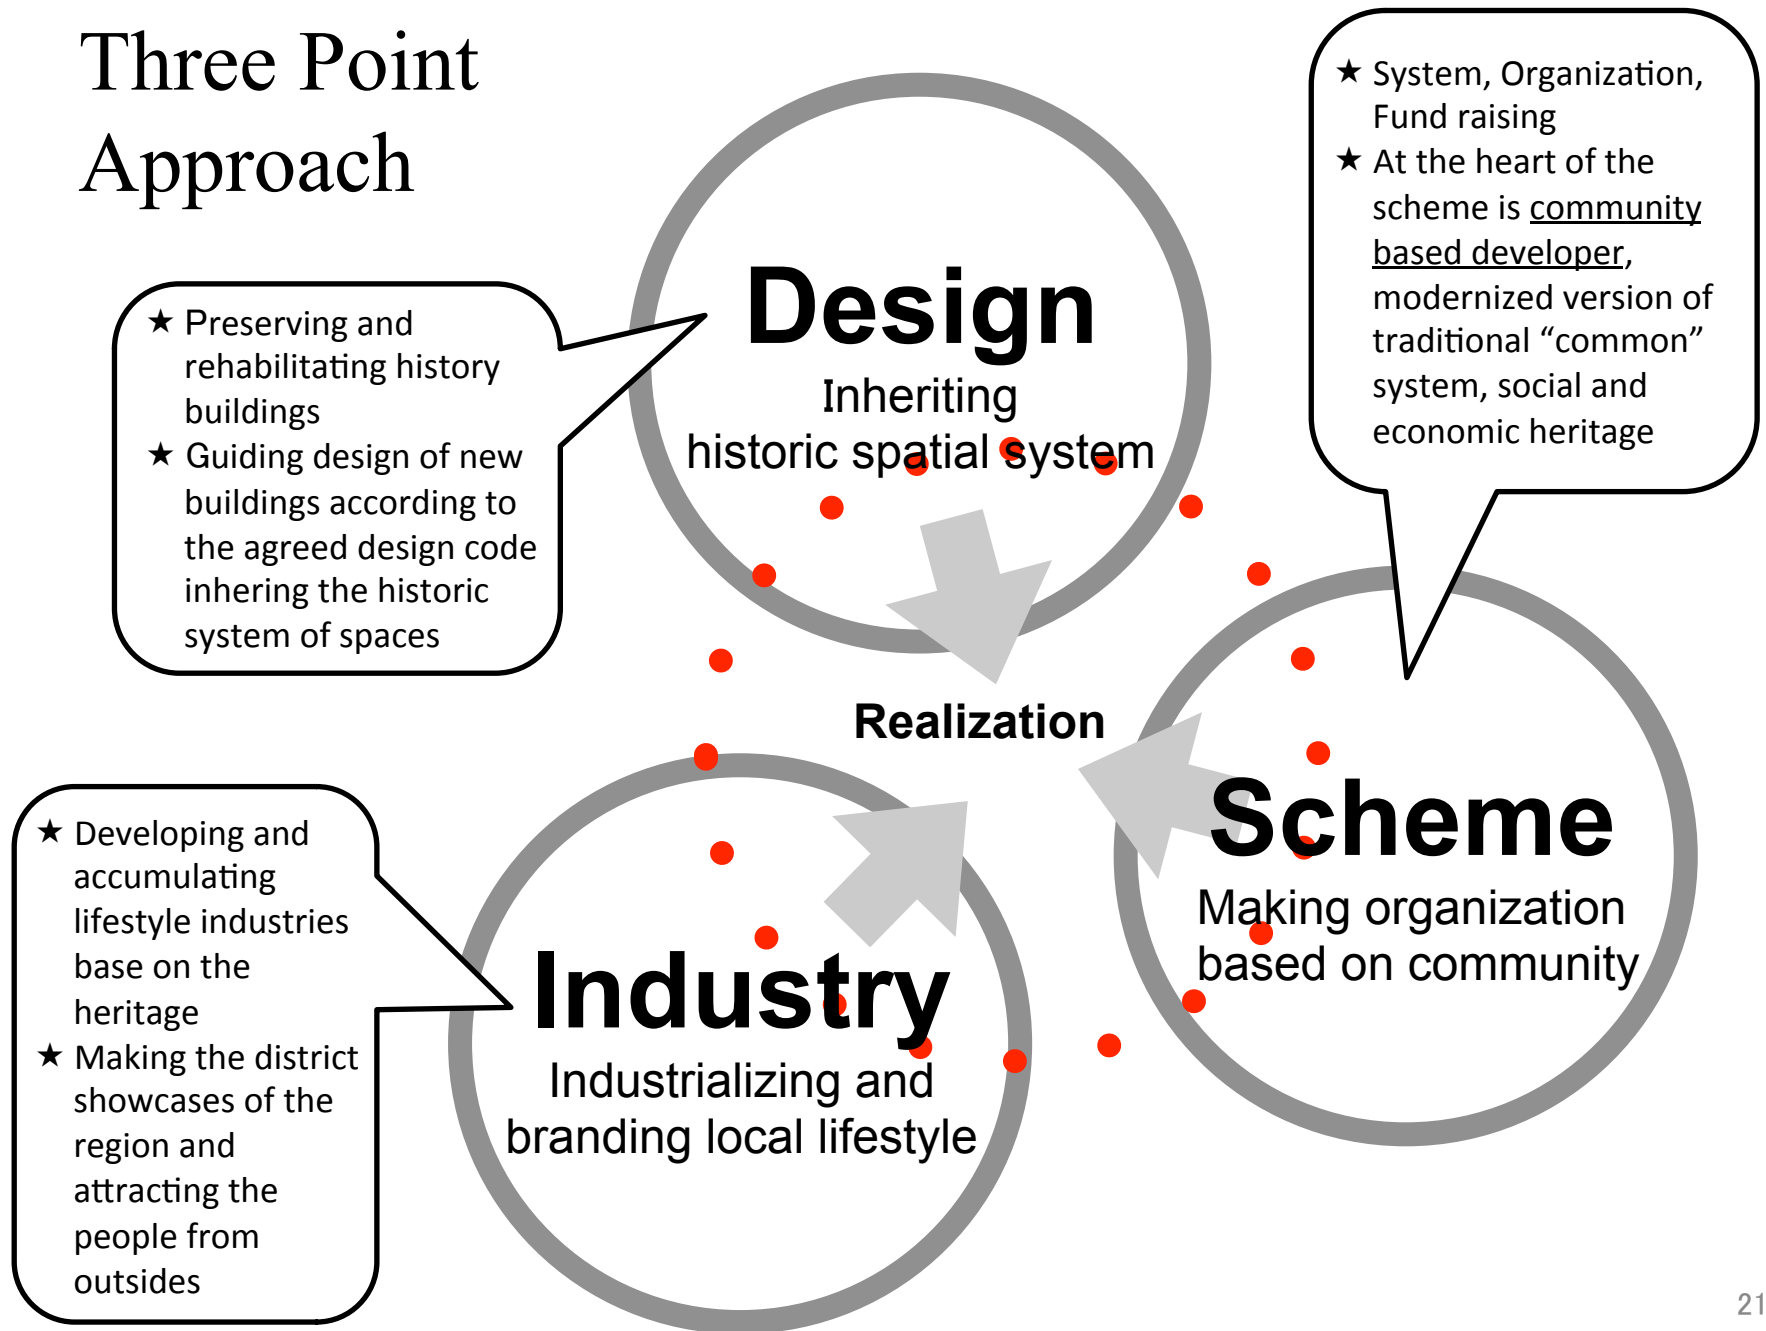 Three Point
Approach
★ System, Organization,
Fund raising
★ At the heart of the
scheme is community
based developer,
modernized version of
traditional “common”
system, social and
economic heritage
Design
Inheriting
historic spatial system
★ Preserving and
rehabilitating history
buildings
★ Guiding design of new
buildings according to
the agreed design code
inhering the historic
system of spaces
Realization
Scheme
Making organization
based on community
★ Developing and
accumulating
lifestyle industries
base on the
heritage
★ Making the district
showcases of the
region and
attracting the
people from
outsides
Industry
Industrializing and
branding local lifestyle
21